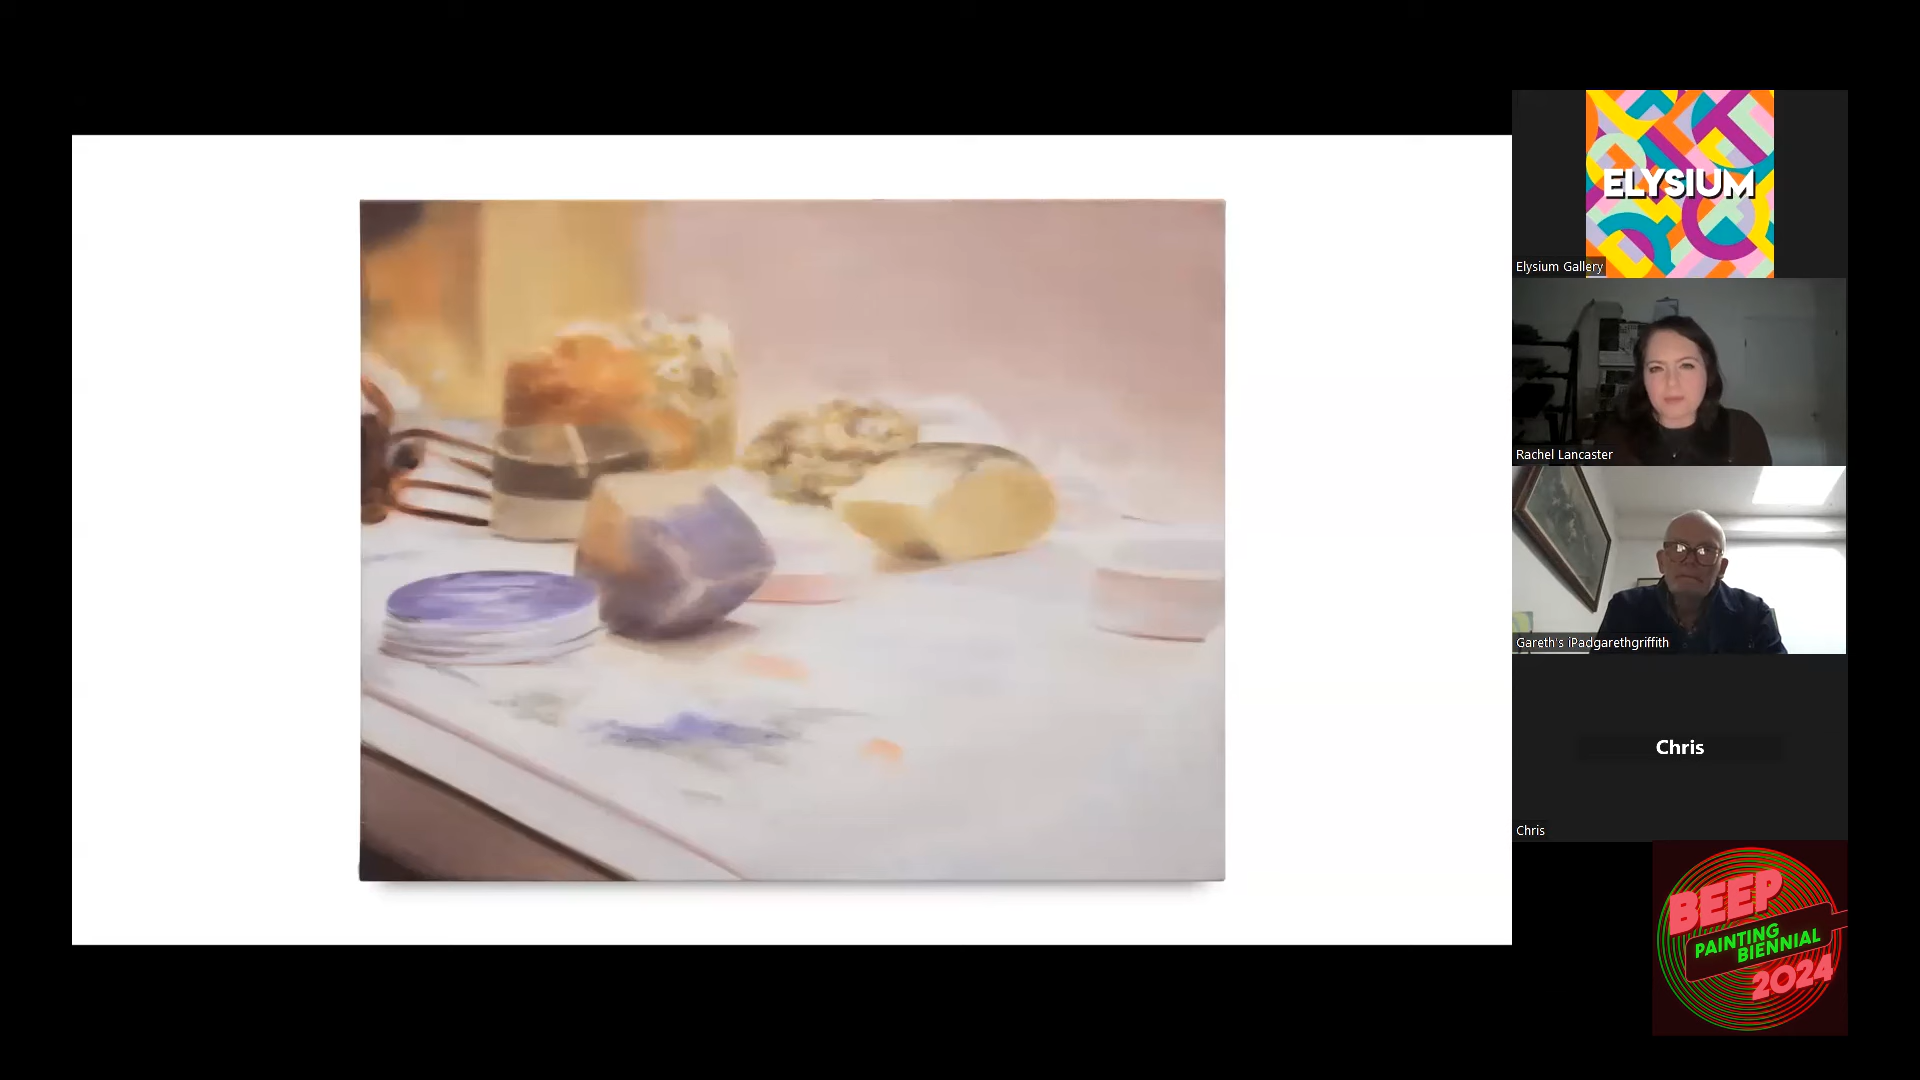 ELYSIUM
Elysium Gallery
Rachel Lancaster
Gareth's iPadgarethgriffith
Chris
Chris
BEEP
PAINTING
BIENNIAL
2024